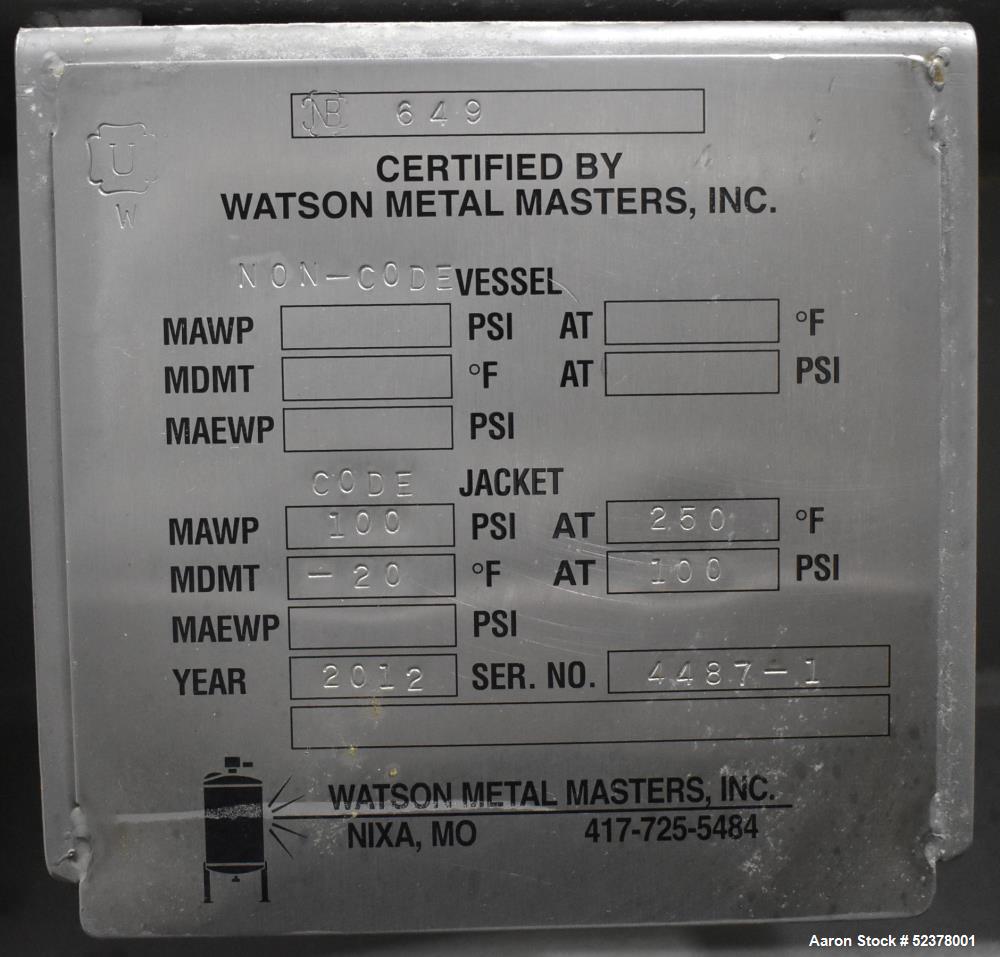 NB 649
U
W
CERTIFIED BY
WATSON METAL MASTERS, INC.
NON-CODE VESSEL
MAWP PSI AT °F
MDMT °F AT PSI
MAEWP PSI
CODE JACKET
MAWP 100 PSI AT 250 °F
MDMT -20 °F AT 100 PSI
MAEWP PSI
YEAR 2012 SER. NO. 4487-1
WATSON METAL MASTERS, INC.
NIXA, MO 417-725-5484
Aaron Stock # 52378001